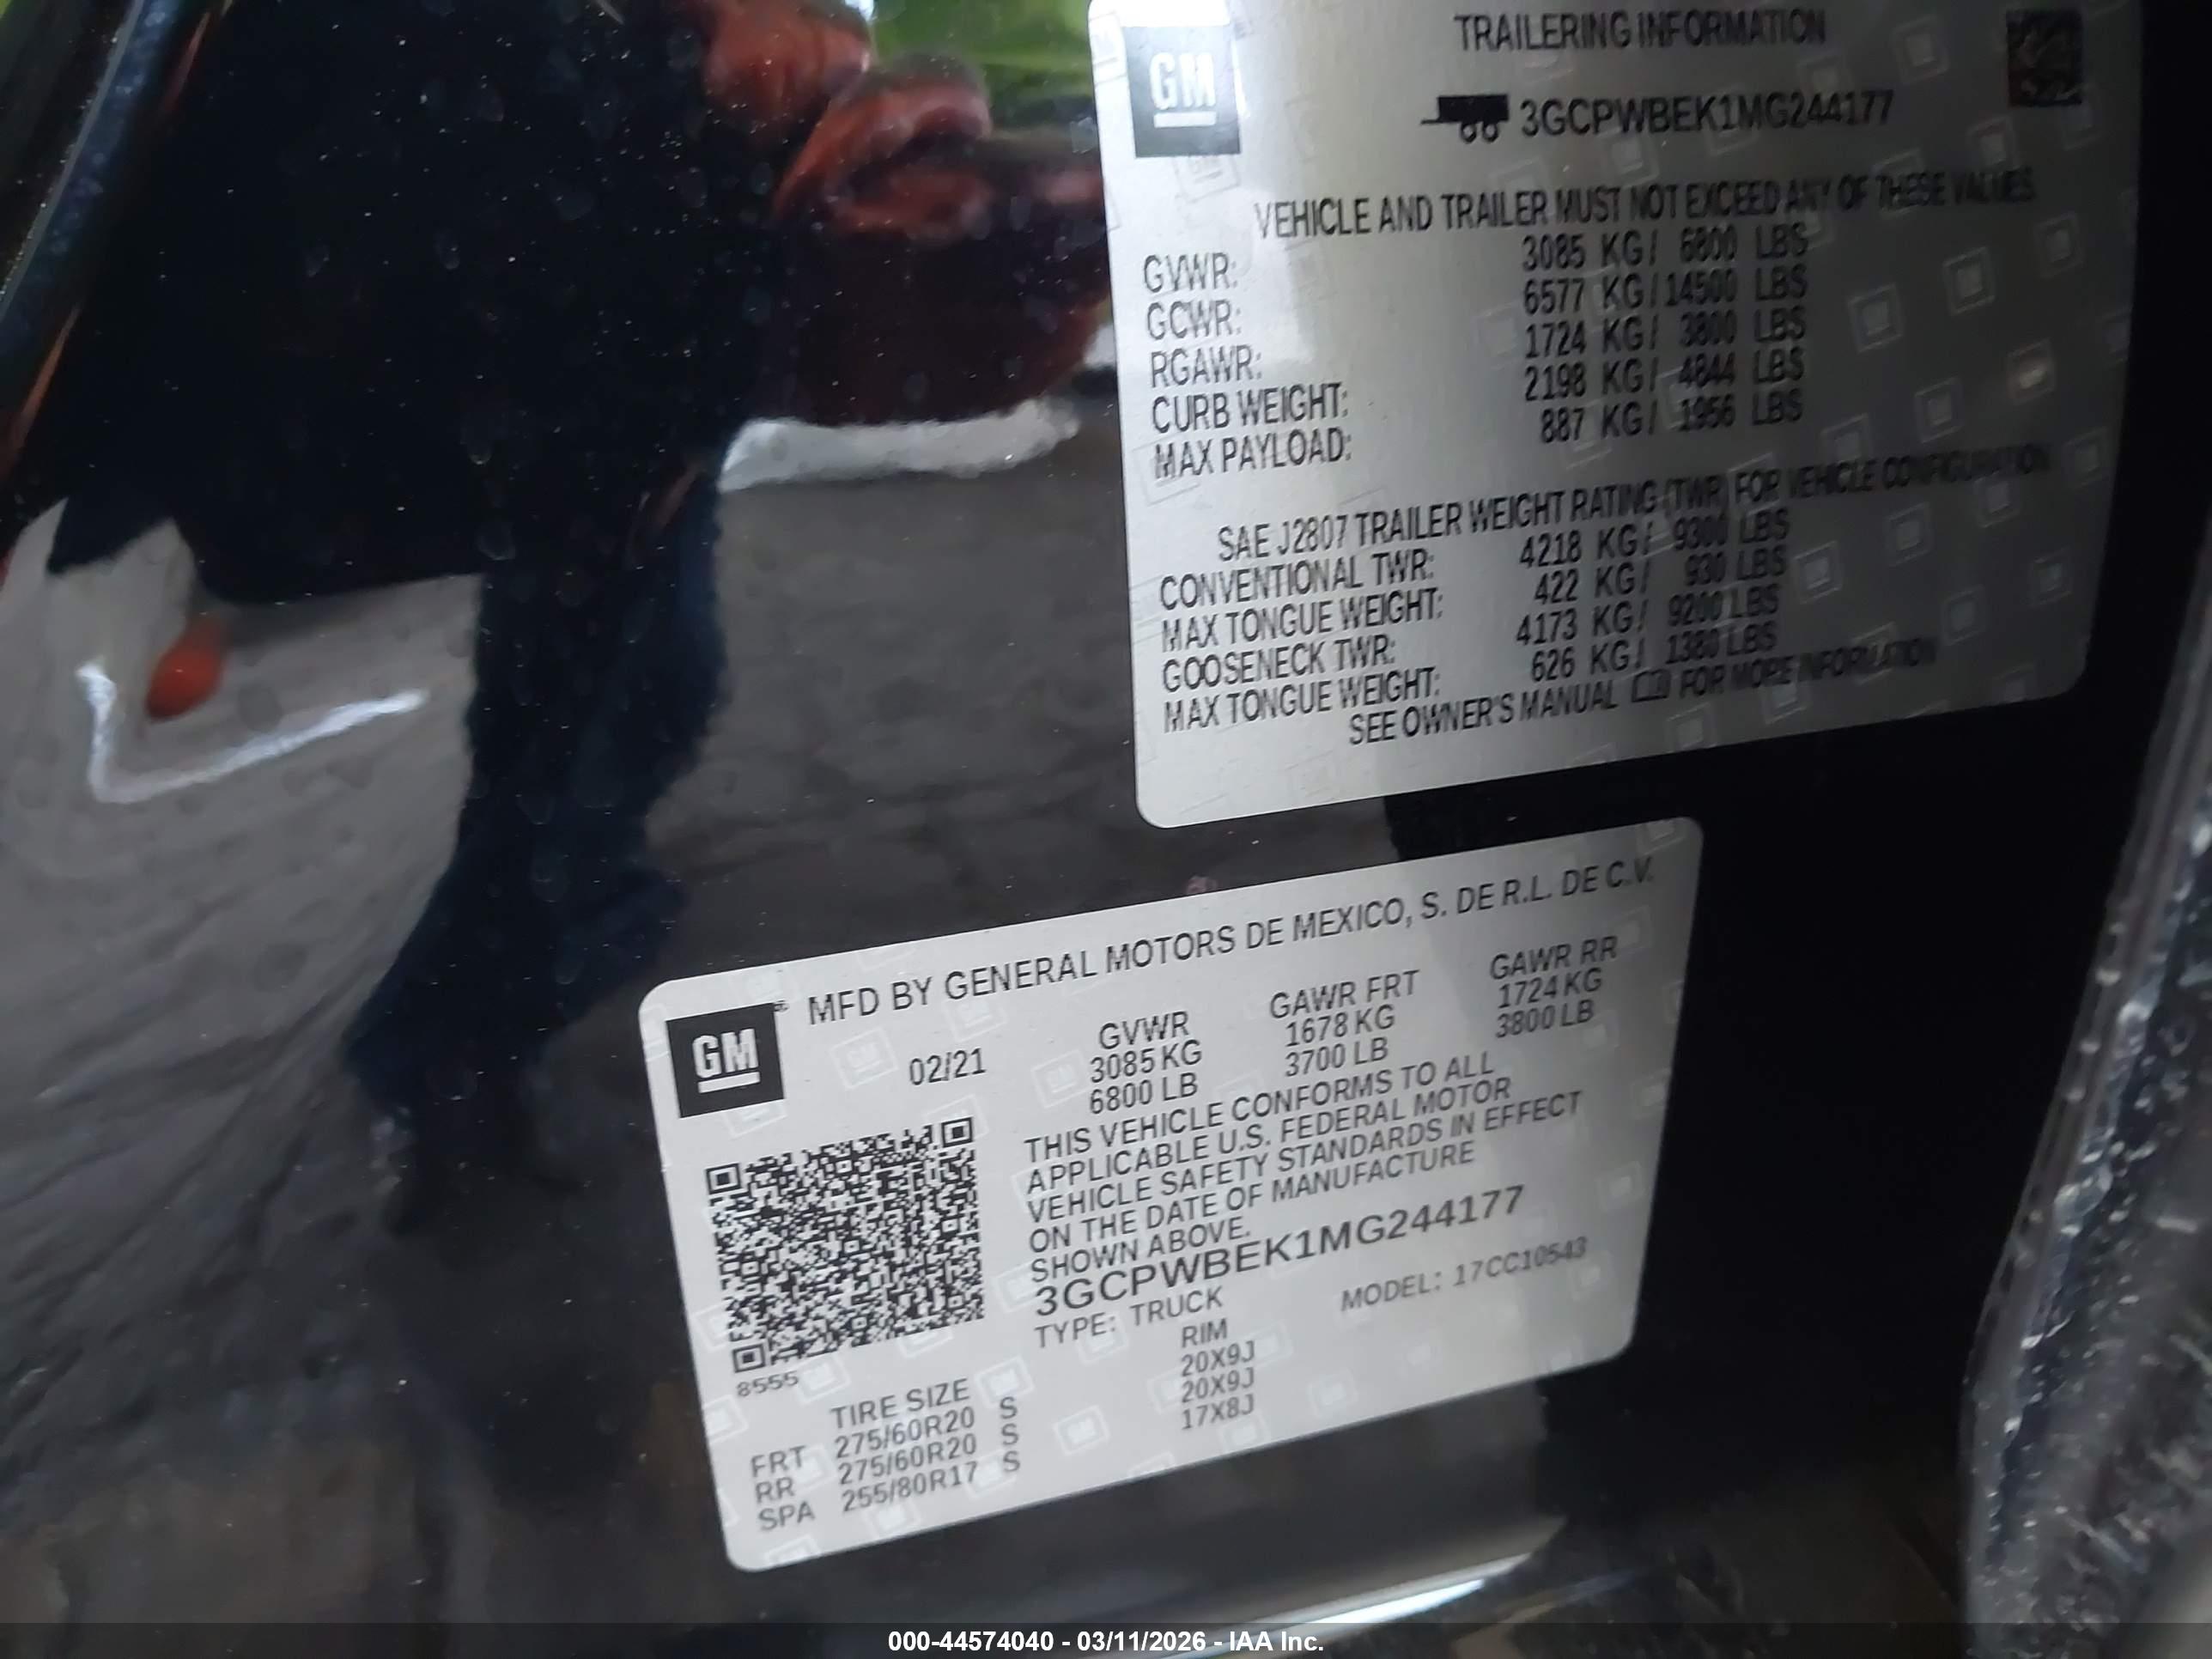 GM
TRAILERING INFORMATION
3GCPWBEK1MG244177
VEHICLE AND TRAILER MUST NOT EXCEED ANY OF THESE VALUES
GVWR: 3085 KG/ 6800 LBS
GCWR: 6577 KG/14500 LBS
RGAWR: 1724 KG/ 3800 LBS
CURB WEIGHT: 2198 KG/ 4844 LBS
MAX PAYLOAD: 887 KG/ 1956 LBS
SAE J2807 TRAILER WEIGHT RATING (TWR) FOR VEHICLE CONFIGURATION
CONVENTIONAL TWR: 4218 KG/ 9300 LBS
MAX TONGUE WEIGHT: 422 KG/ 930 LBS
GOOSENECK TWR: 4173 KG/ 9200 LBS
MAX TONGUE WEIGHT: 626 KG/ 1380 LBS
SEE OWNER'S MANUAL FOR MORE INFORMATION
GM® MFD BY GENERAL MOTORS DE MEXICO, S. DE R.L. DE C.V.
02/21 GVWR GAWR FRT GAWR RR
3085 KG 1678 KG 1724 KG
6800 LB 3700 LB 3800 LB
THIS VEHICLE CONFORMS TO ALL
APPLICABLE U.S. FEDERAL MOTOR
VEHICLE SAFETY STANDARDS IN EFFECT
ON THE DATE OF MANUFACTURE
SHOWN ABOVE.
3GCPWBEK1MG244177
TYPE: TRUCK MODEL: 17CC10543
8555
TIRE SIZE RIM
FRT 275/60R20 S 20X9J
RR 275/60R20 S 20X9J
SPA 255/80R17 S 17X8J
000-44574040 - 03/11/2026 - IAA Inc.